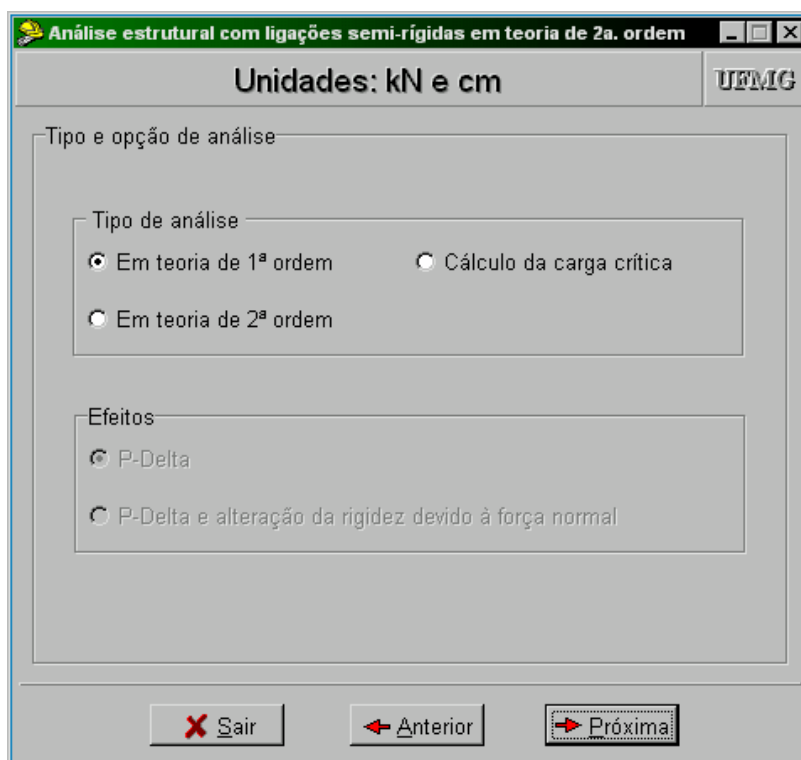 Análise estrutural com ligações semi-rígidas em teoria de 2a. ordem
Unidades: kN e cm
UFMG
Tipo e opção de análise
Tipo de análise
Em teoria de 1ª ordem
Cálculo da carga crítica
Em teoria de 2ª ordem
Efeitos
P-Delta
P-Delta e alteração da rigidez devido à força normal
Sair
Anterior
Próxima